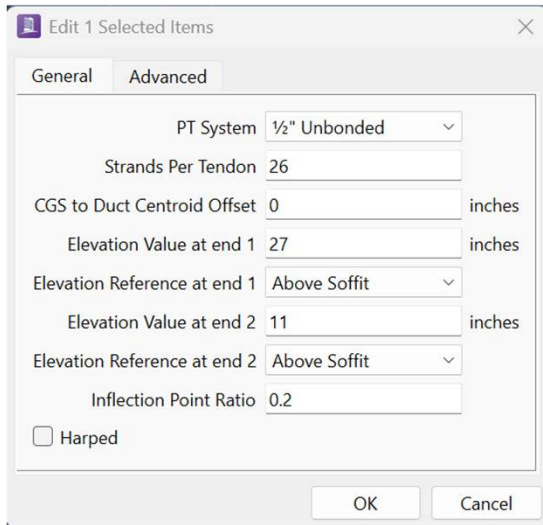 Edit 1 Selected Items
General Advanced
PT System ½" Unbonded
Strands Per Tendon 26
CGS to Duct Centroid Offset 0 inches
Elevation Value at end 1 27 inches
Elevation Reference at end 1 Above Soffit
Elevation Value at end 2 11 inches
Elevation Reference at end 2 Above Soffit
Inflection Point Ratio 0.2
Harped
OK Cancel